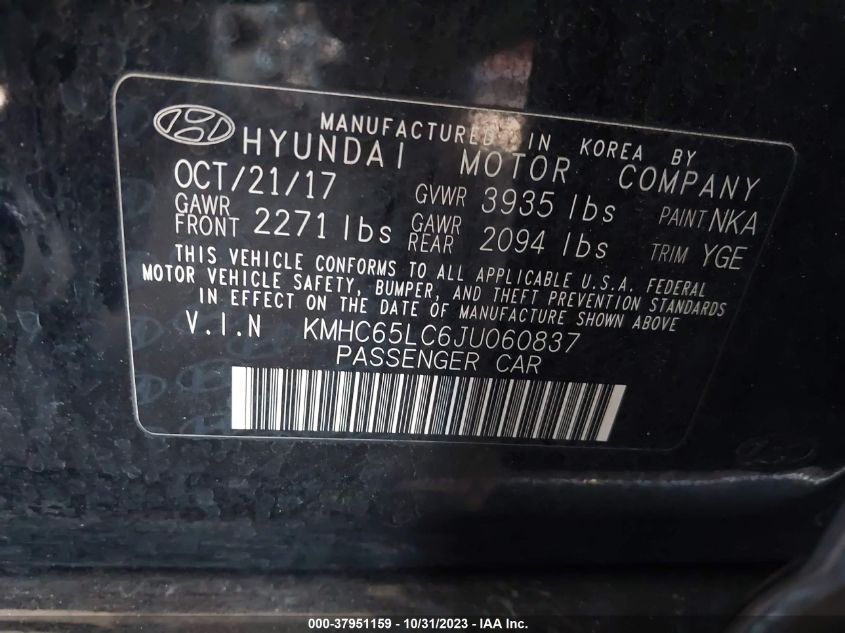 MANUFACTURED IN KOREA BY
HYUNDAI MOTOR COMPANY
OCT/21/17 GVWR 3935 lbs PAINT NKA
GAWR FRONT 2271 lbs GAWR REAR 2094 lbs TRIM YGE
THIS VEHICLE CONFORMS TO ALL APPLICABLE U.S.A. FEDERAL
MOTOR VEHICLE SAFETY, BUMPER, AND THEFT PREVENTION STANDARDS
IN EFFECT ON THE DATE OF MANUFACTURE SHOWN ABOVE
V.I.N KMHC65LC6JU060837
PASSENGER CAR
000-37951159 - 10/31/2023 - IAA Inc.